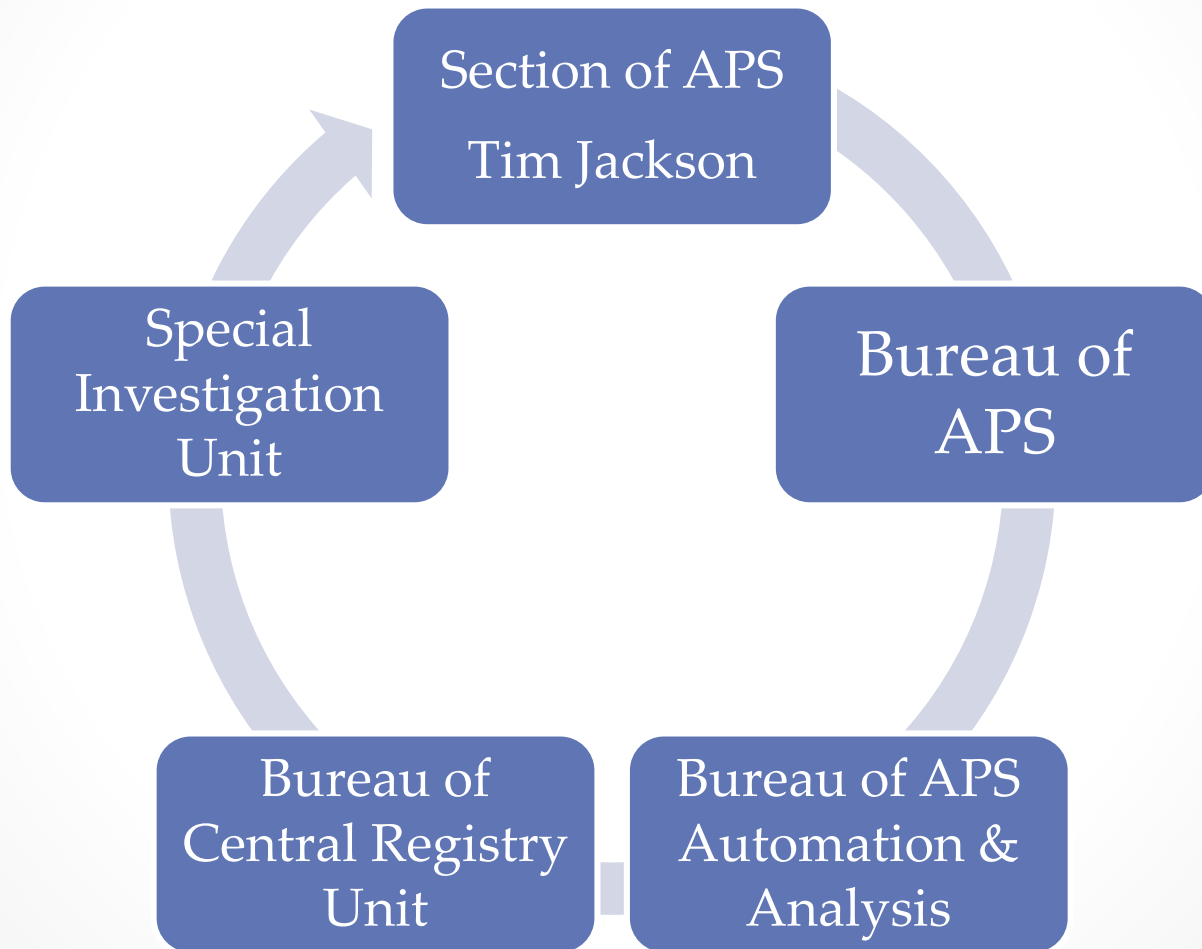 Section of APS
Tim Jackson
Bureau of
APS
Bureau of APS
Automation &
Analysis
Bureau of
Central Registry
Unit
Special
Investigation
Unit